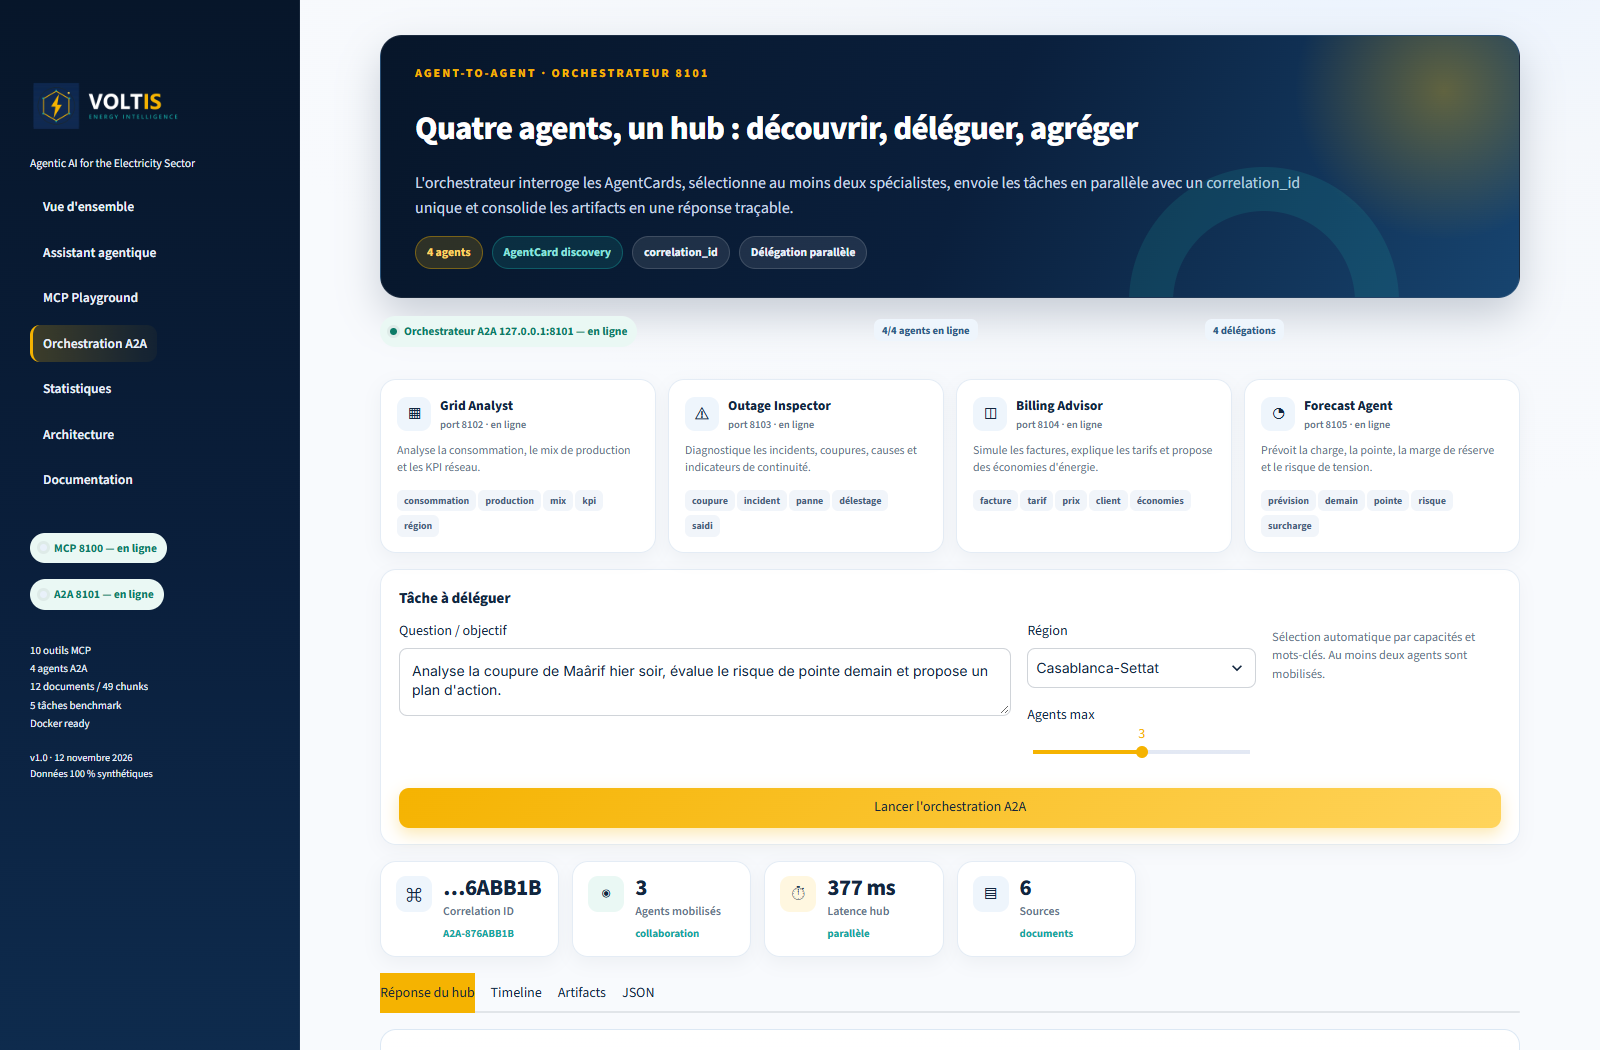 VOLTIS
ENERGY INTELLIGENCE
Agentic AI for the Electricity Sector
Vue d'ensemble
Assistant agentique
MCP Playground
Orchestration A2A
Statistiques
Architecture
Documentation
MCP 8100 — en ligne
A2A 8101 — en ligne
10 outils MCP
4 agents A2A
12 documents / 49 chunks
5 tâches benchmark
Docker ready
v1.0 · 12 novembre 2026
Données 100 % synthétiques
AGENT-TO-AGENT · ORCHESTRATEUR 8101
Quatre agents, un hub : découvrir, déléguer, agréger
L'orchestrateur interroge les AgentCards, sélectionne au moins deux spécialistes, envoie les tâches en parallèle avec un correlation_id
unique et consolide les artifacts en une réponse traçable.
4 agents
AgentCard discovery
correlation_id
Délégation parallèle
Orchestrateur A2A 127.0.0.1:8101 — en ligne
4/4 agents en ligne
4 délégations
Grid Analyst
port 8102 · en ligne
Analyse la consommation, le mix de production
et les KPI réseau.
consommation production mix kpi
région
Outage Inspector
port 8103 · en ligne
Diagnostique les incidents, coupures, causes et
indicateurs de continuité.
coupure incident panne délestage
saidi
Billing Advisor
port 8104 · en ligne
Simule les factures, explique les tarifs et propose
des économies d'énergie.
facture tarif prix client économies
Forecast Agent
port 8105 · en ligne
Prévoit la charge, la pointe, la marge de réserve
et le risque de tension.
prévision demain pointe risque
surcharge
Tâche à déléguer
Question / objectif
Analyse la coupure de Maârif hier soir, évalue le risque de pointe demain et propose un
plan d'action.
Région
Casablanca-Settat
Agents max
3
Sélection automatique par capacités et
mots-clés. Au moins deux agents sont
mobilisés.
Lancer l'orchestration A2A
…6ABB1B
Correlation ID
A2A-876ABB1B
3
Agents mobilisés
collaboration
377 ms
Latence hub
parallèle
6
Sources
documents
Réponse du hub Timeline Artifacts JSON